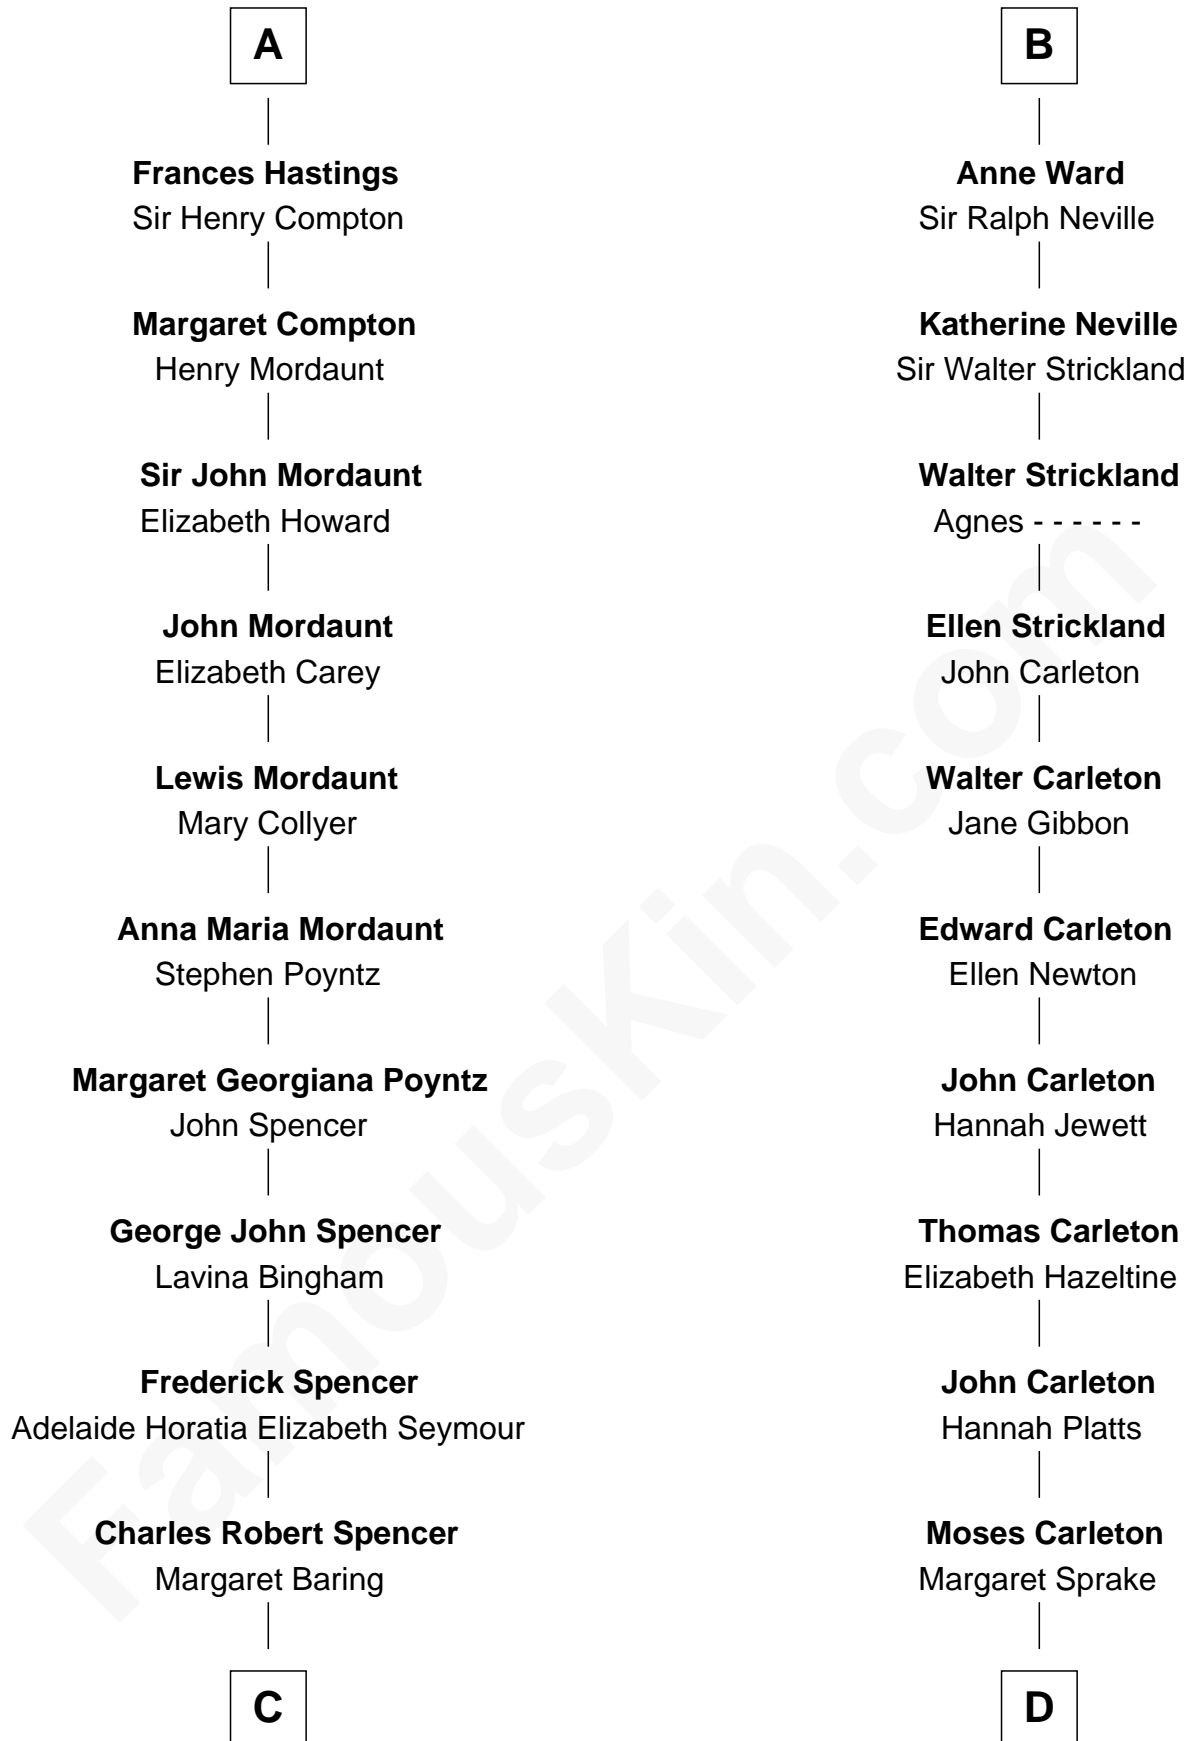 A
Frances Hastings
Sir Henry Compton
Margaret Compton
Henry Mordaunt
Sir John Mordaunt
Elizabeth Howard
John Mordaunt
Elizabeth Carey
Lewis Mordaunt
Mary Collyer
Anna Maria Mordaunt
Stephen Poyntz
Margaret Georgiana Poyntz
John Spencer
George John Spencer
Lavina Bingham
Frederick Spencer
Adelaide Horatia Elizabeth Seymour
Charles Robert Spencer
Margaret Baring
C
B
Anne Ward
Sir Ralph Neville
Katherine Neville
Sir Walter Strickland
Walter Strickland
Agnes - - - - - -
Ellen Strickland
John Carleton
Walter Carleton
Jane Gibbon
Edward Carleton
Ellen Newton
John Carleton
Hannah Jewett
Thomas Carleton
Elizabeth Hazeltine
John Carleton
Hannah Platts
Moses Carleton
Margaret Sprake
D
FamousKin.com